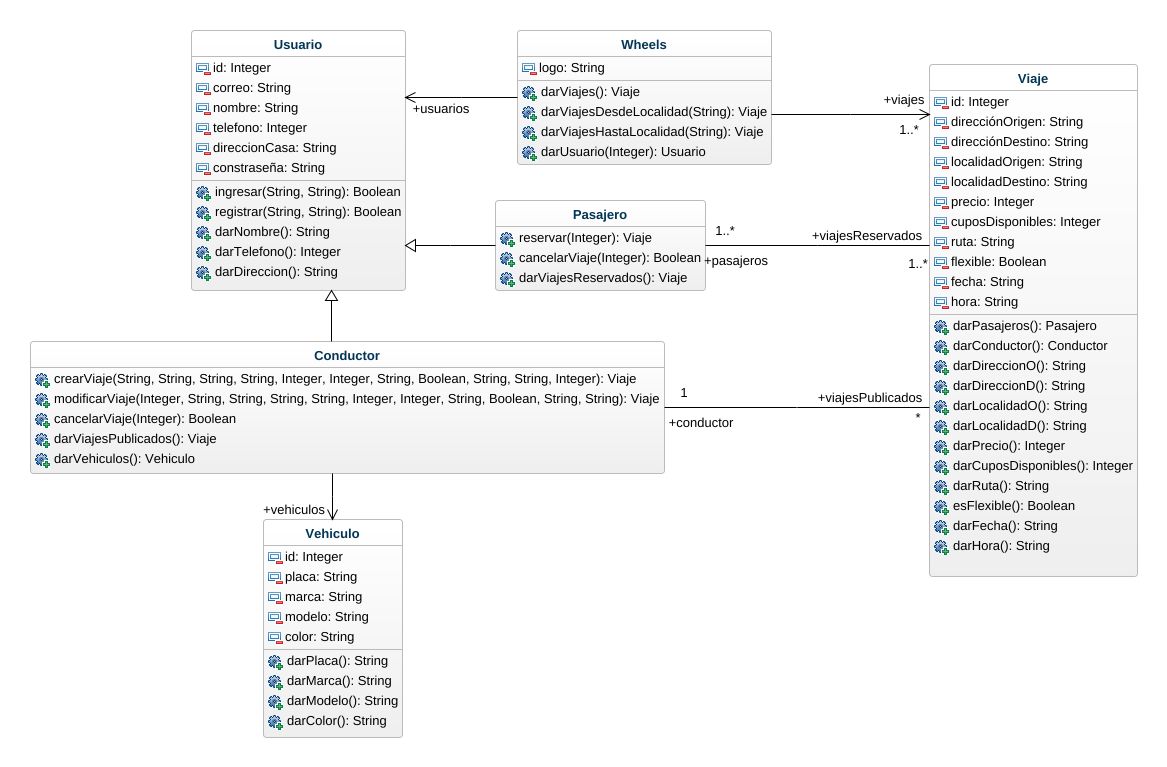 Usuario
id: Integer
correo: String
nombre: String
telefono: Integer
direccionCasa: String
constraseña: String
ingresar(String, String): Boolean
registrar(String, String): Boolean
darNombre(): String
darTelefono(): Integer
darDireccion(): String
+usuarios
Wheels
logo: String
darViajes(): Viaje
darViajesDesdeLocalidad(String): Viaje
darViajesHastaLocalidad(String): Viaje
darUsuario(Integer): Usuario
+viajes
1..*
Pasajero
reservar(Integer): Viaje
cancelarViaje(Integer): Boolean
darViajesReservados(): Viaje
1..*
+pasajeros
+viajesReservados
1..*
Viaje
id: Integer
direcciónOrigen: String
direcciónDestino: String
localidadOrigen: String
localidadDestino: String
precio: Integer
cuposDisponibles: Integer
ruta: String
flexible: Boolean
fecha: String
hora: String
darPasajeros(): Pasajero
darConductor(): Conductor
darDireccionO(): String
darDireccionD(): String
darLocalidadO(): String
darLocalidadD(): String
darPrecio(): Integer
darCuposDisponibles(): Integer
darRuta(): String
esFlexible(): Boolean
darFecha(): String
darHora(): String
Conductor
crearViaje(String, String, String, String, Integer, Integer, String, Boolean, String, String, Integer): Viaje
modificarViaje(Integer, String, String, String, String, Integer, Integer, String, Boolean, String, String): Viaje
cancelarViaje(Integer): Boolean
darViajesPublicados(): Viaje
darVehiculos(): Vehiculo
1
+conductor
+viajesPublicados
*
+vehiculos
Vehiculo
id: Integer
placa: String
marca: String
modelo: String
color: String
darPlaca(): String
darMarca(): String
darModelo(): String
darColor(): String